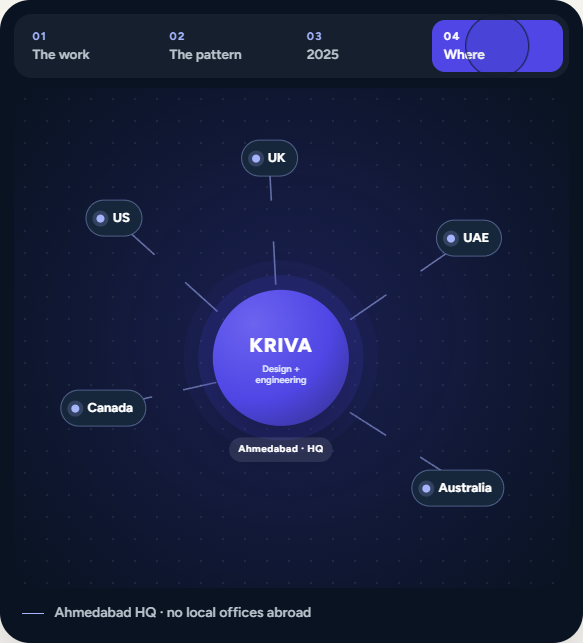 01
The work
02
The pattern
03
2025
04
Where
UK
US
UAE
KRIVA
Design +
engineering
Canada
Ahmedabad · HQ
Australia
Ahmedabad HQ · no local offices abroad